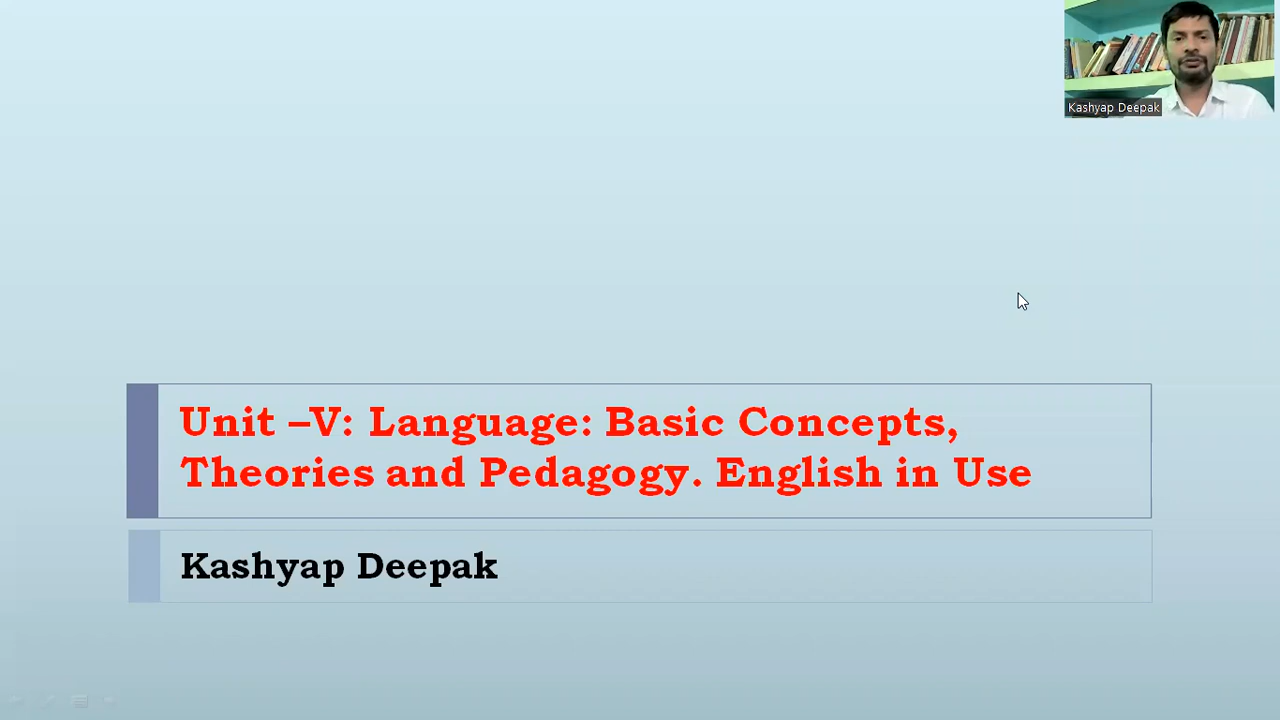 Kashyap Deepak
Unit –V: Language: Basic Concepts,
Theories and Pedagogy. English in Use
Kashyap Deepak